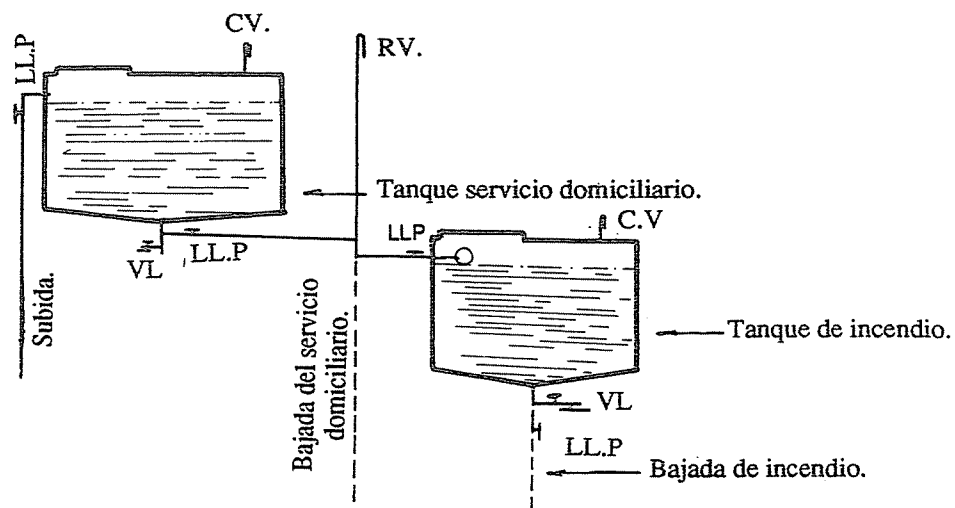 CV.
LL.P
RV.
Tanque servicio domiciliario.
C.V
LLP
VL
LL.P
Subida.
Bajada del servicio
domiciliario.
Tanque de incendio.
VL
LL.P
Bajada de incendio.